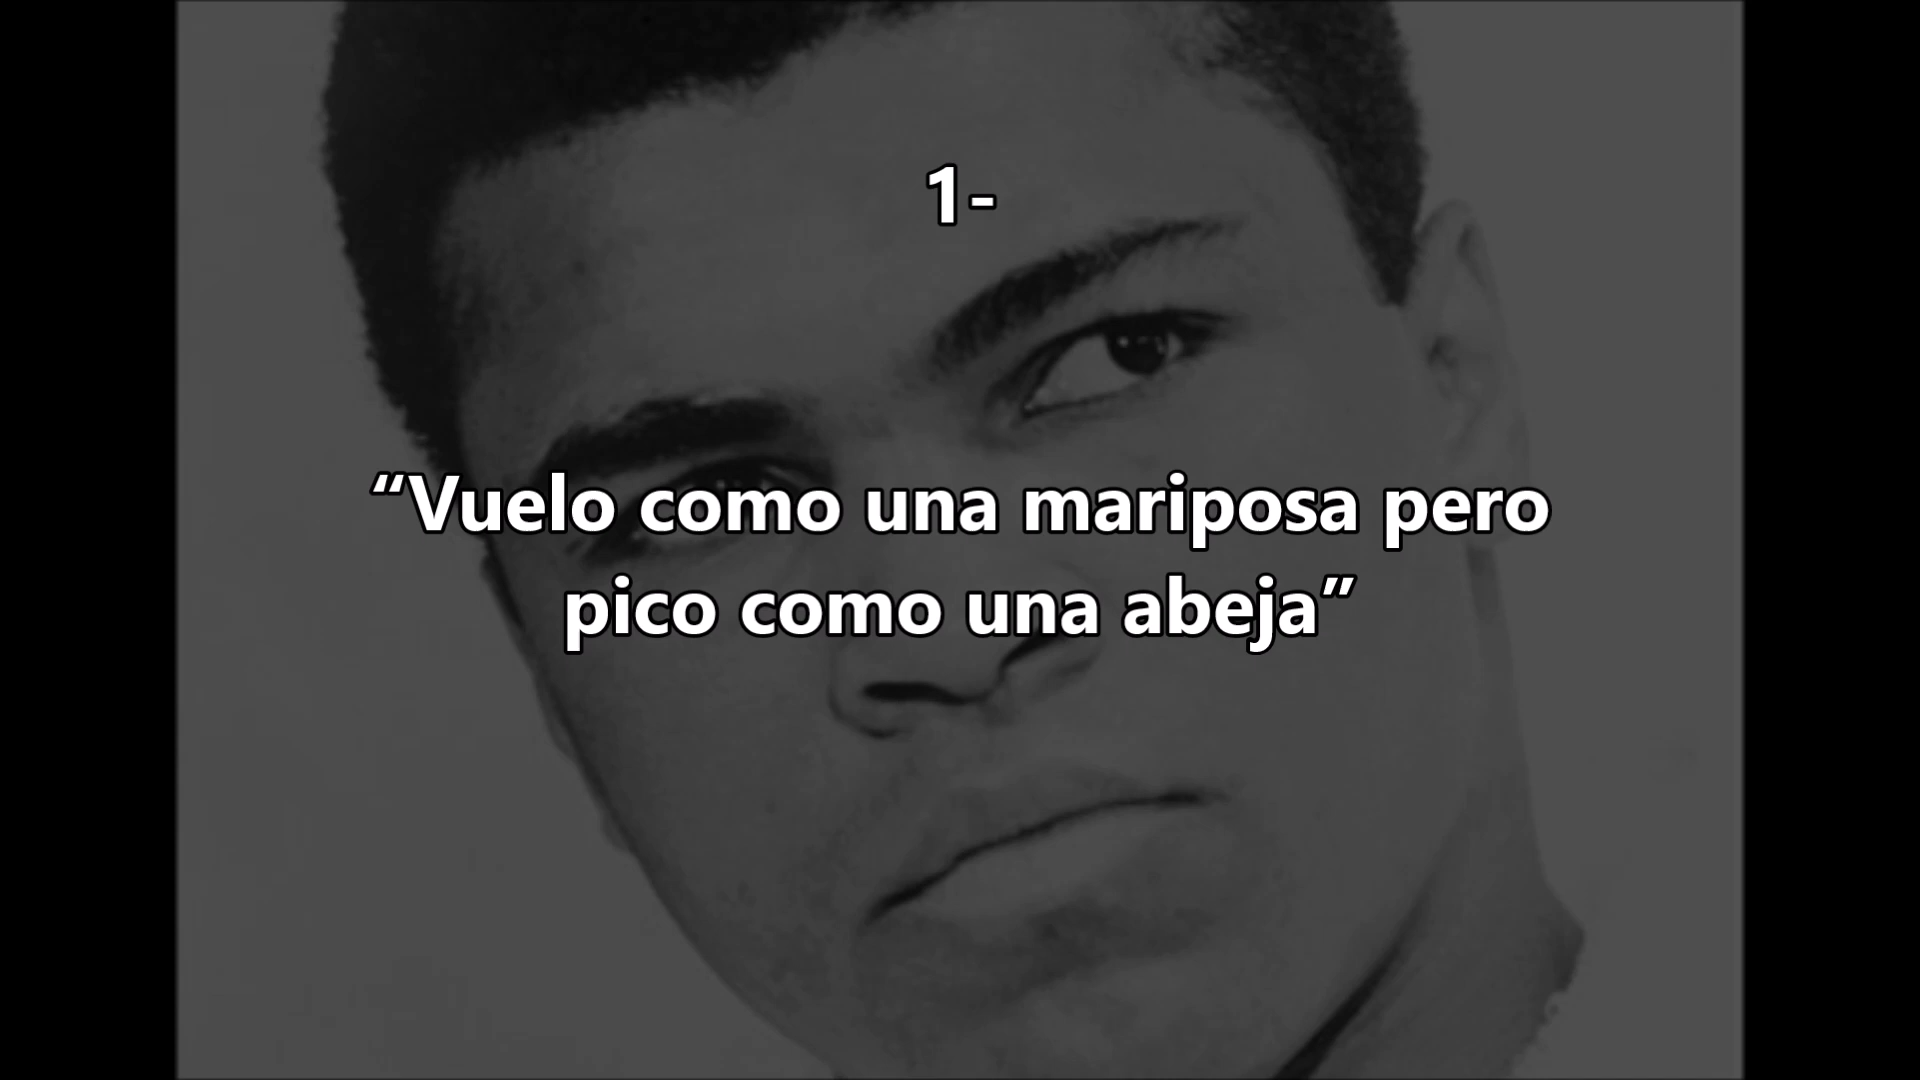 1-
“Vuelo como una mariposa pero
pico como una abeja”